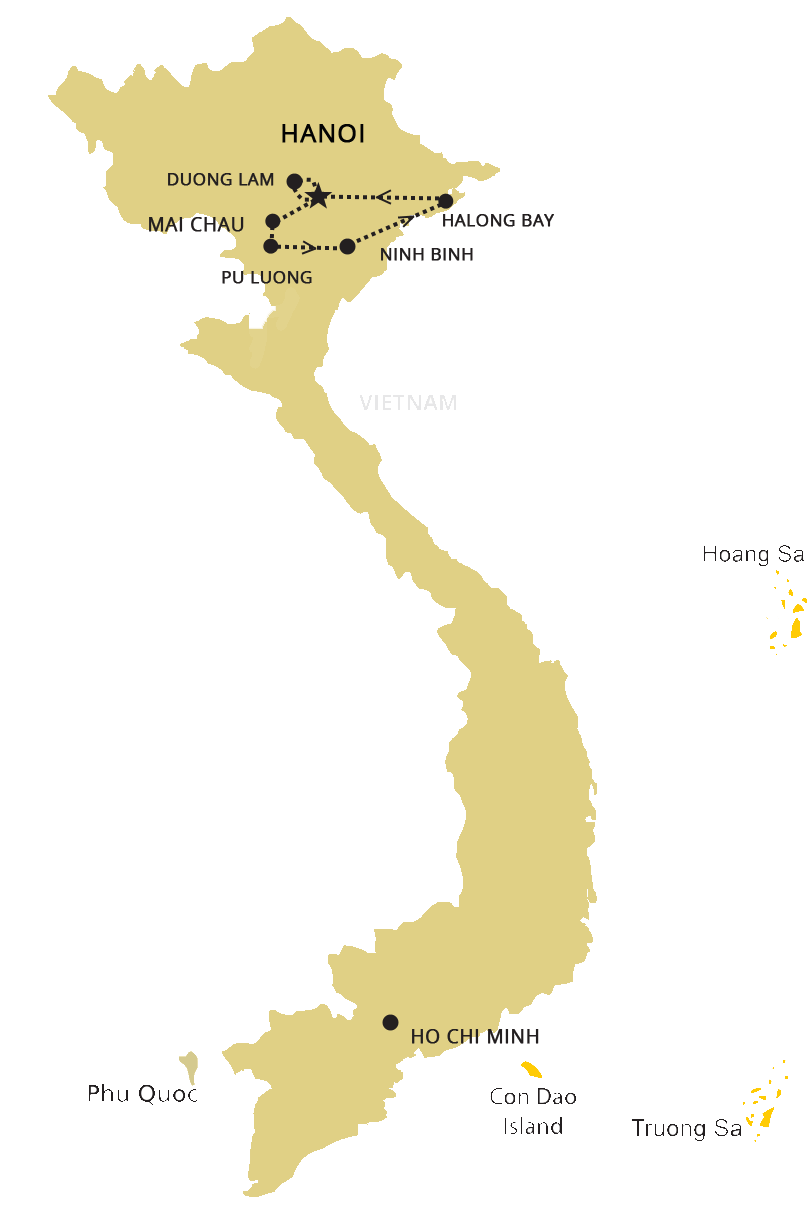 HANOI
DUONG LAM
MAI CHAU
HALONG BAY
NINH BINH
PU LUONG
VIETNAM
Hoang Sa
HO CHI MINH
Phu Quoc
Con Dao
Island
Truong Sa